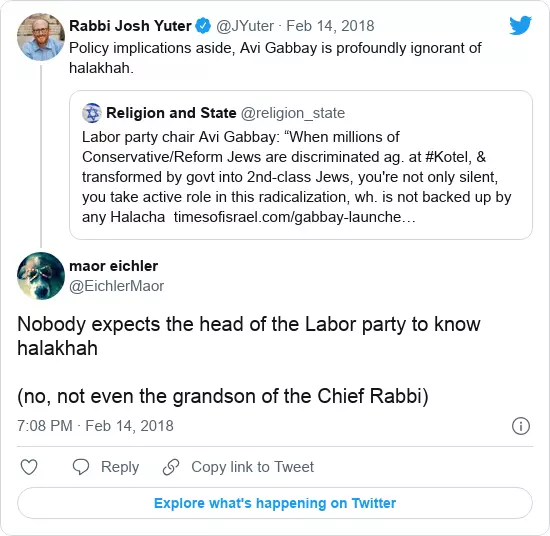 Rabbi Josh Yuter @JYuter · Feb 14, 2018
Policy implications aside, Avi Gabbay is profoundly ignorant of
halakhah.
Religion and State @religion_state
Labor party chair Avi Gabbay: “When millions of
Conservative/Reform Jews are discriminated ag. at #Kotel, &
transformed by govt into 2nd-class Jews, you're not only silent,
you take active role in this radicalization, wh. is not backed up by
any Halacha timesofisrael.com/gabbay-launche…
maor eichler
@EichlerMaor
Nobody expects the head of the Labor party to know
halakhah
(no, not even the grandson of the Chief Rabbi)
7:08 PM · Feb 14, 2018
Reply
Copy link to Tweet
Explore what's happening on Twitter